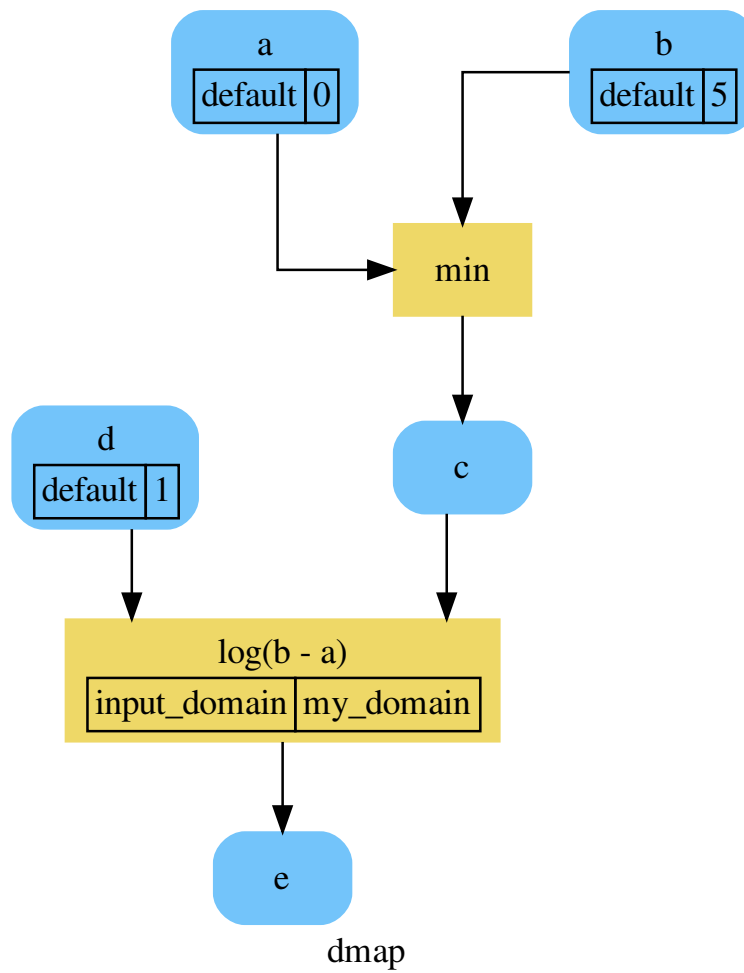 a
default 0
b
default 5
min
d
default 1
c
log(b - a)
input_domain my_domain
e
dmap